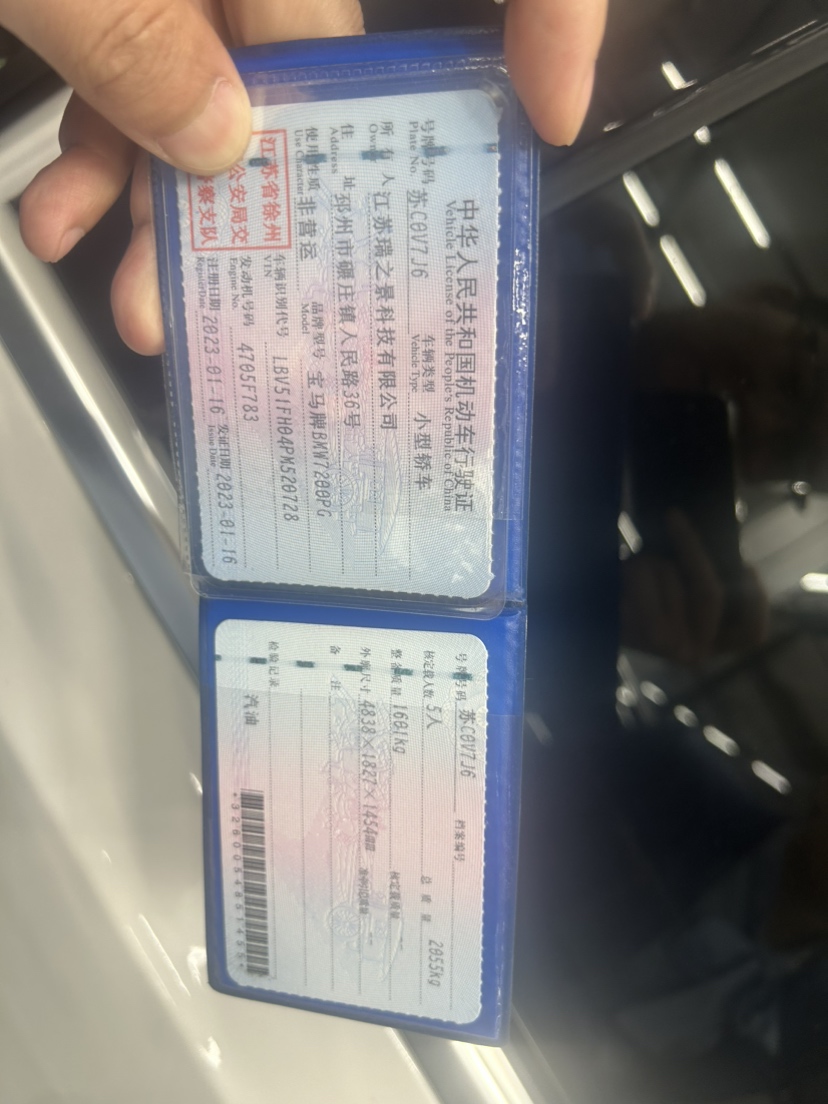 中华人民共和国机动车行驶证
Vehicle License of the People's Republic of China
号牌号码 苏C0V7J6 车辆类型 小型轿车
Plate No. Vehicle Type
所有人 江苏瑞之景科技有限公司
Owner
住址 邳州市碾庄镇人民路36号
Address
使用性质 非营运 品牌型号 宝马牌BMW7200PG
Use Character Model
江苏省徐州
公安局交
察支队
车辆识别代号 LBV51FH04PM520728
VIN
发动机号码 4705F783
Engine No.
注册日期 2023-01-16 发证日期 2023-01-16
Register Date Issue Date
号牌号码 苏C0V7J6 档案编号
核定载人数 5人 总质量 2055kg
整备质量 1601kg 核定载质量
外廓尺寸 4838×1827×1454mm 准牵引总质量
备注
检验记录 汽油
*3260054851455*